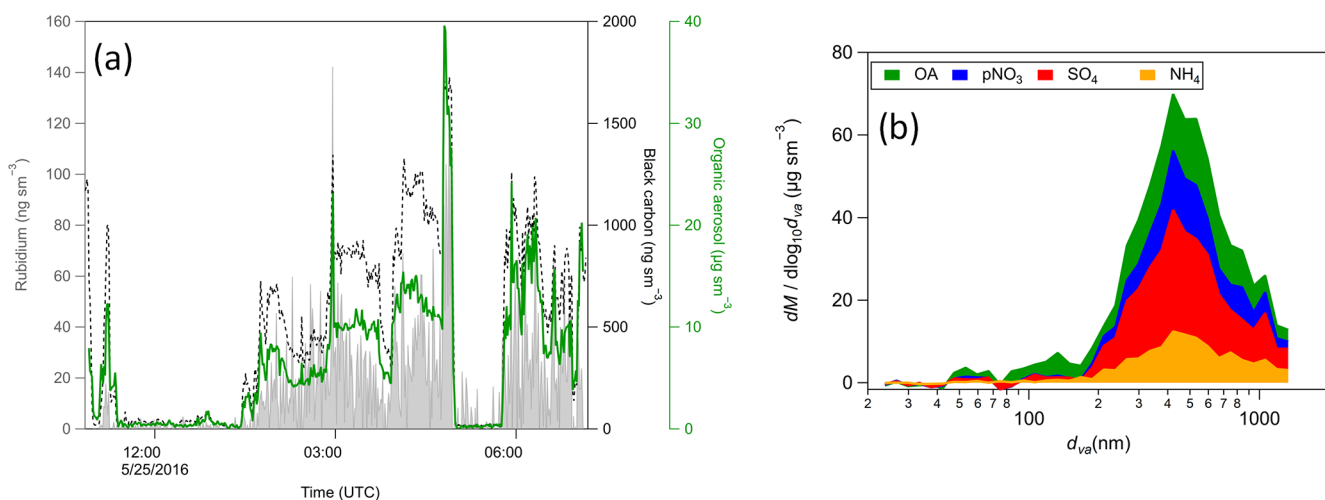 (a)
160
140
120
100
80
60
40
20
0
Rubidium (ng sm⁻³)
2000
1500
1000
500
0
Black carbon (ng sm⁻³)
40
30
20
10
0
Organic aerosol (µg sm⁻³)
12:00
5/25/2016
03:00
06:00
Time (UTC)
(b)
OA pNO₃ SO₄ NH₄
80
60
40
20
0
dM / dlog₁₀dᵥₐ (µg sm⁻³)
2 3 4 5 6 7 8 100 2 3 4 5 6 7 8 1000
dᵥₐ(nm)